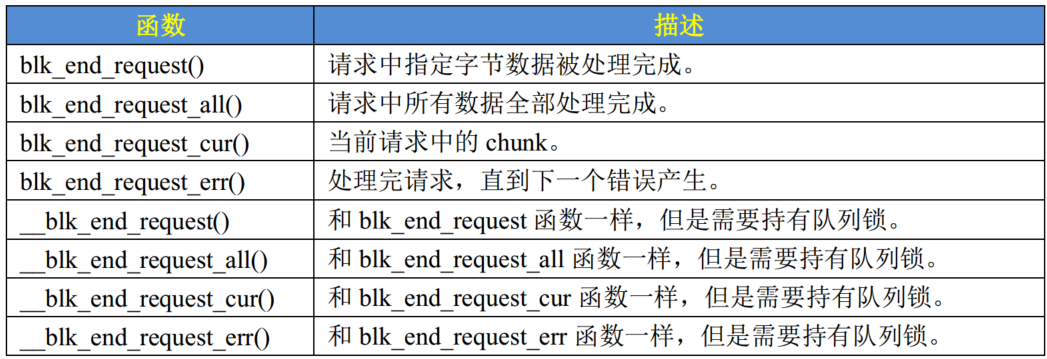 函数 描述
blk_end_request() 请求中指定字节数据被处理完成。
blk_end_request_all() 请求中所有数据全部处理完成。
blk_end_request_cur() 当前请求中的 chunk。
blk_end_request_err() 处理完请求，直到下一个错误产生。
__blk_end_request() 和 blk_end_request 函数一样，但是需要持有队列锁。
__blk_end_request_all() 和 blk_end_request_all 函数一样，但是需要持有队列锁。
__blk_end_request_cur() 和 blk_end_request_cur 函数一样，但是需要持有队列锁。
__blk_end_request_err() 和 blk_end_request_err 函数一样，但是需要持有队列锁。